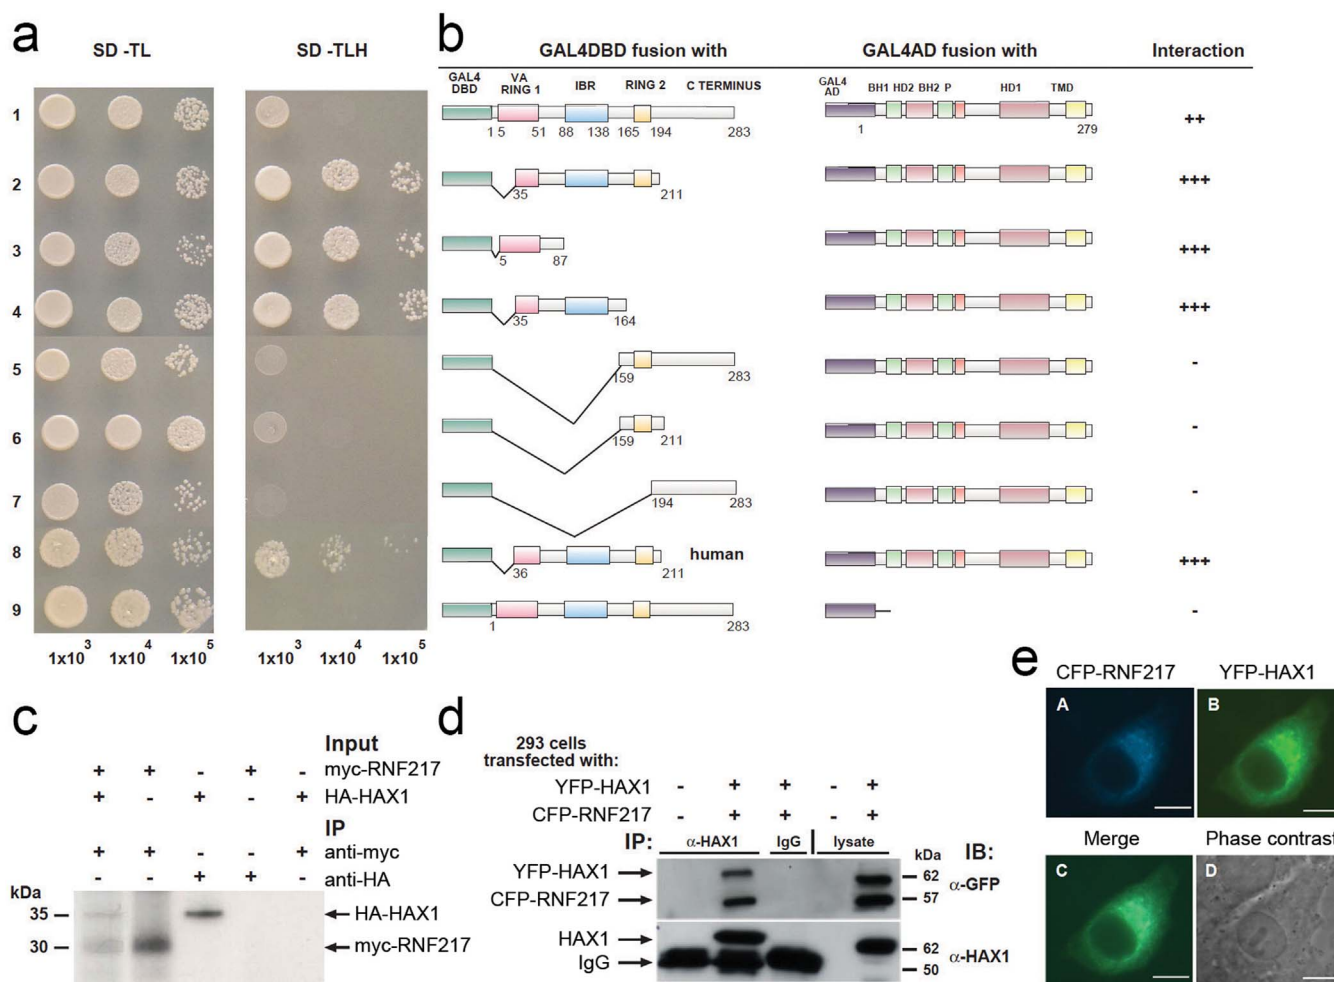 a
SD -TL
SD -TLH
1
2
3
4
5
6
7
8
9
1x10^3
1x10^4
1x10^5
1x10^3
1x10^4
1x10^5
b
GAL4DBD fusion with
GAL4AD fusion with
Interaction
GAL4 DBD
VA RING 1
IBR
RING 2
C TERMINUS
GAL4 AD
BH1 HD2 BH2 P
HD1
TMD
1 5 51 88 138 165 194 283
1 279
++
35 211
+++
5 87
+++
35 164
+++
159 283
-
159 211
-
194 283
-
human
36 211
+++
1 283
-
c
Input
+ + - + - myc-RNF217
+ - + - + HA-HAX1
IP
+ + - - + anti-myc
- - + + - anti-HA
kDa
35
HA-HAX1
30
myc-RNF217
d
293 cells
transfected with:
YFP-HAX1 - + + - +
CFP-RNF217 - + + - +
IP: α-HAX1 IgG lysate kDa IB:
YFP-HAX1 62 α-GFP
CFP-RNF217 57
HAX1 62 α-HAX1
IgG 50
e
CFP-RNF217
YFP-HAX1
A
B
Merge
Phase contrast
C
D